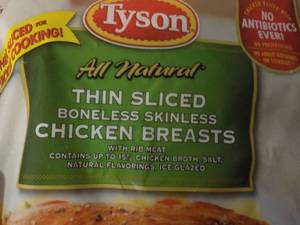 Tyson
SLICED FOR
COOKING!
NO
ANTIBIOTICS
EVER!
All Natural
THIN SLICED
BONELESS SKINLESS
CHICKEN BREASTS
WITH RIB MEAT
CONTAINS UP TO 15% CHICKEN BROTH, SALT,
NATURAL FLAVORINGS, ICE GLAZED